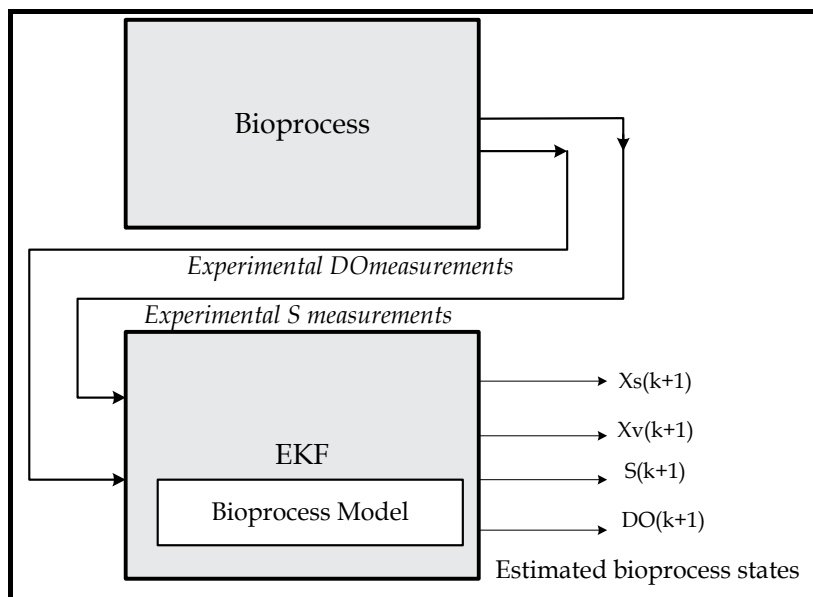 Bioprocess
Experimental DOmeasurements
Experimental S measurements
Xs(k+1)
Xv(k+1)
EKF
S(k+1)
Bioprocess Model
DO(k+1)
Estimated bioprocess states